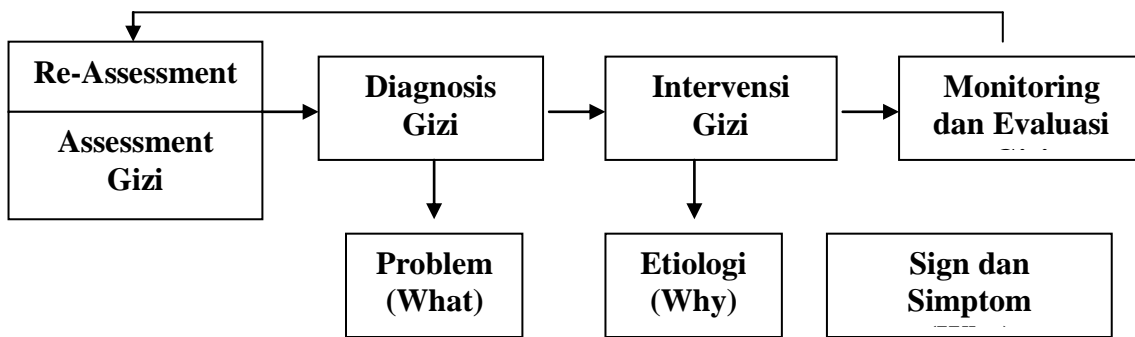 Re-Assessment
Assessment
Gizi
Diagnosis
Gizi
Intervensi
Gizi
Monitoring
dan Evaluasi
Problem
(What)
Etiologi
(Why)
Sign dan
Simptom